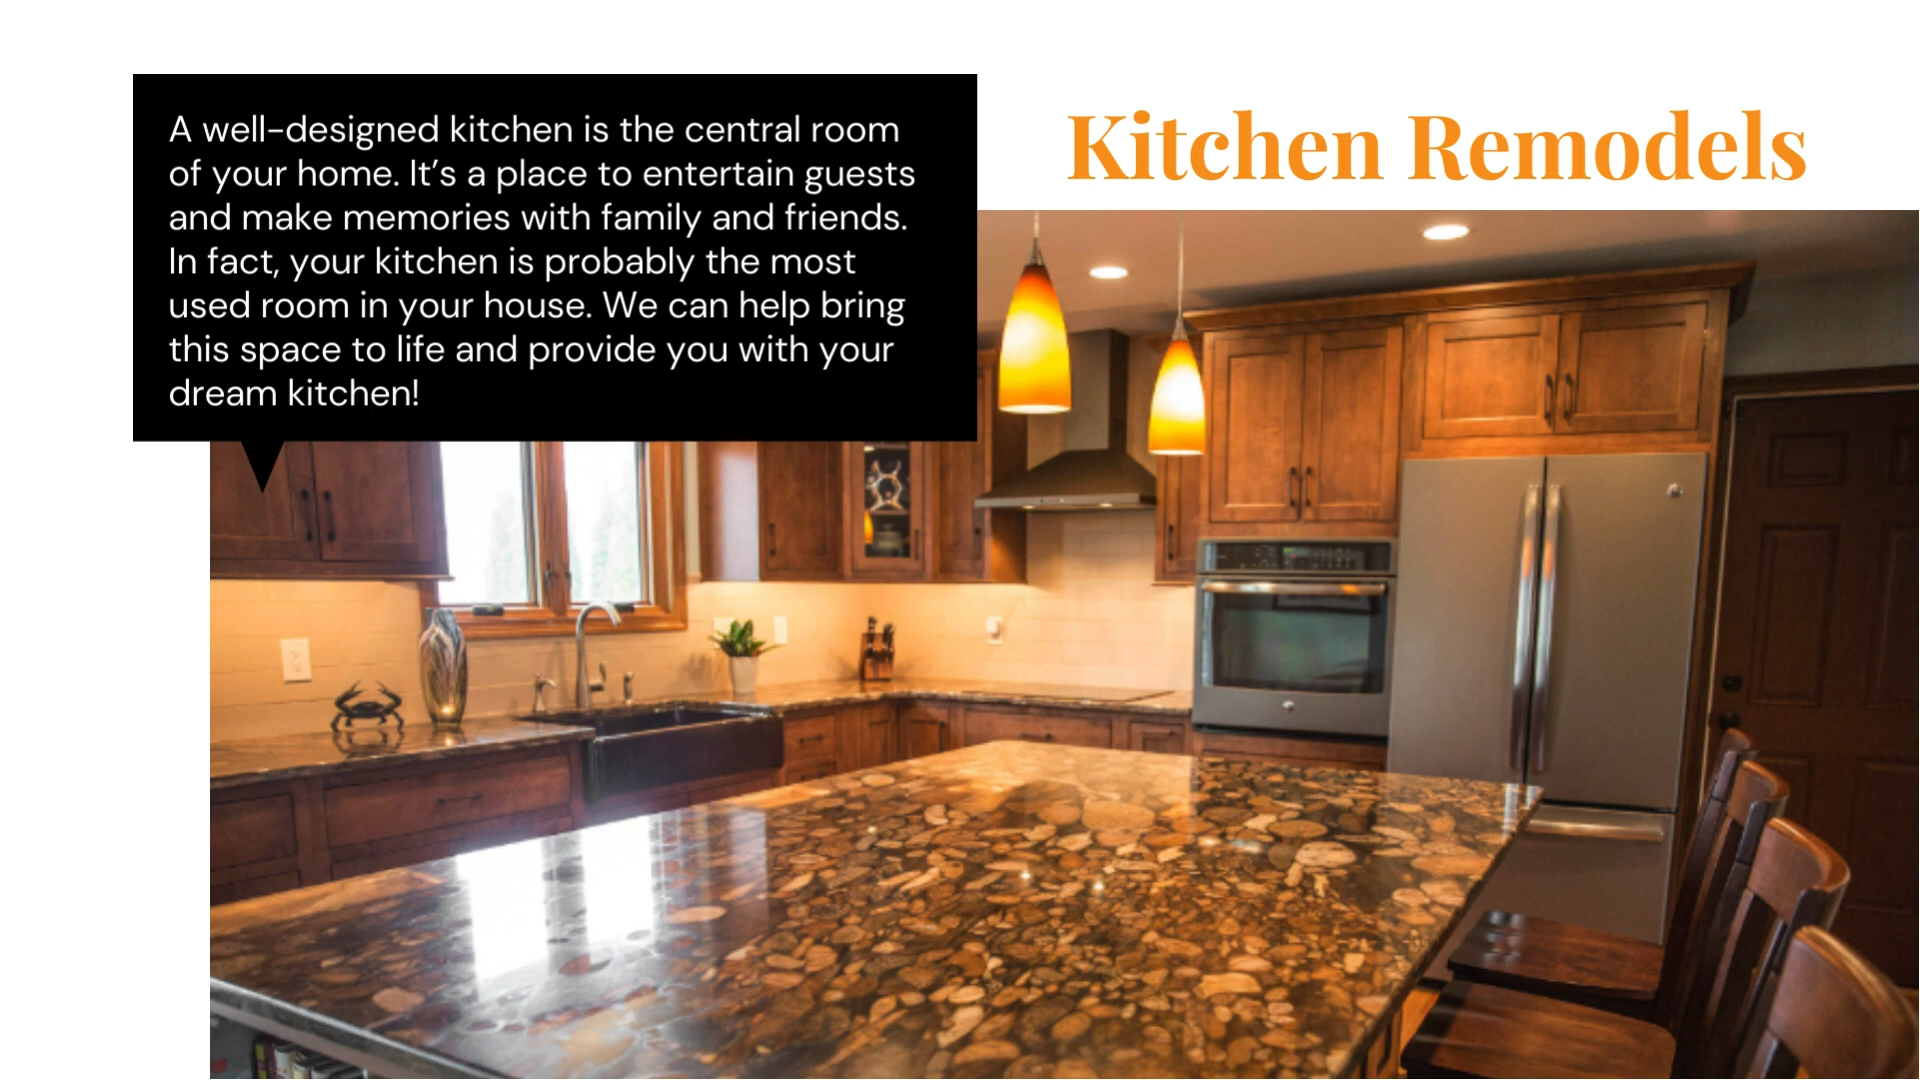 A well-designed kitchen is the central room
of your home. It’s a place to entertain guests
and make memories with family and friends.
In fact, your kitchen is probably the most
used room in your house. We can help bring
this space to life and provide you with your
dream kitchen!
Kitchen Remodels